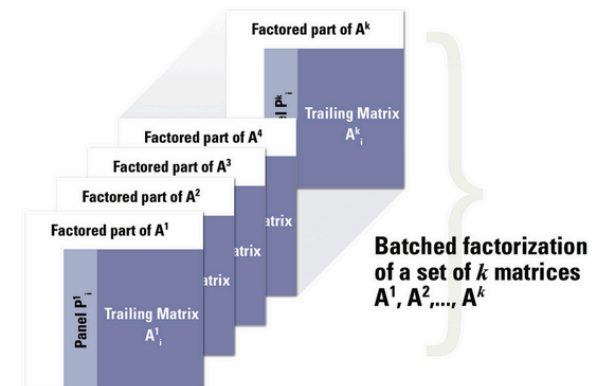 Factored part of Aᵏ
el Pᵏᵢ
Trailing Matrix
Aᵏᵢ
Factored part of A⁴
atrix
Factored part of A³
atrix
Factored part of A²
atrix
Factored part of A¹
Panel P¹ᵢ
Trailing Matrix
A¹ᵢ
Batched factorization
of a set of k matrices
A¹, A²,..., Aᵏ